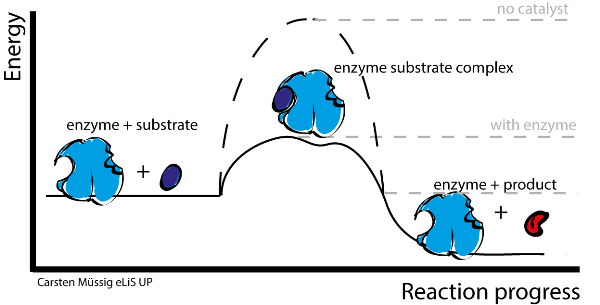 no catalyst
Energy
enzyme substrate complex
enzyme + substrate
with enzyme
+
enzyme + product
+
Carsten Müssig eLiS UP
Reaction progress